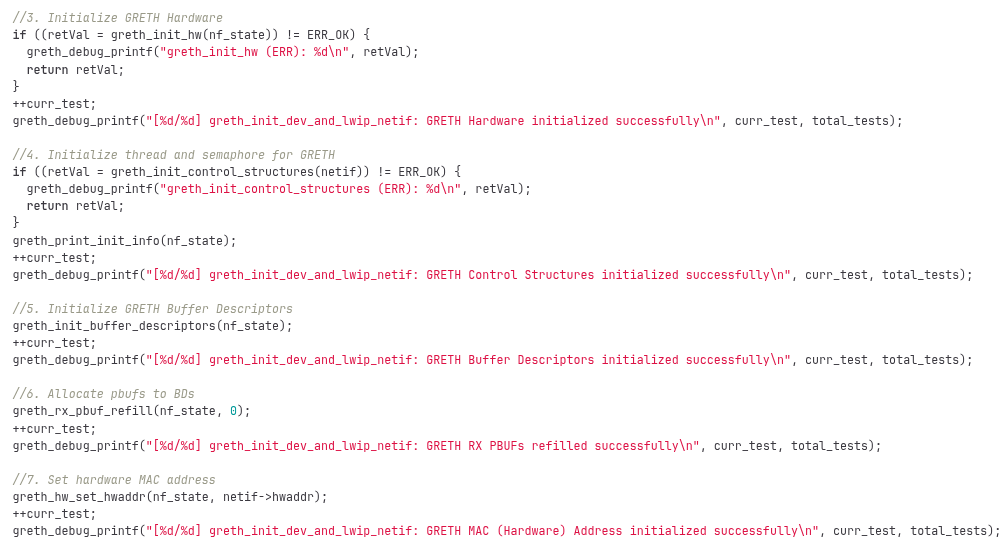 //3. Initialize GRETH Hardware
if ((retVal = greth_init_hw(nf_state)) != ERR_OK) {
  greth_debug_printf("greth_init_hw (ERR): %d\n", retVal);
  return retVal;
}
++curr_test;
greth_debug_printf("[%d/%d] greth_init_dev_and_lwip_netif: GRETH Hardware initialized successfully\n", curr_test, total_tests);

//4. Initialize thread and semaphore for GRETH
if ((retVal = greth_init_control_structures(netif)) != ERR_OK) {
  greth_debug_printf("greth_init_control_structures (ERR): %d\n", retVal);
  return retVal;
}
greth_print_init_info(nf_state);
++curr_test;
greth_debug_printf("[%d/%d] greth_init_dev_and_lwip_netif: GRETH Control Structures initialized successfully\n", curr_test, total_tests);

//5. Initialize GRETH Buffer Descriptors
greth_init_buffer_descriptors(nf_state);
++curr_test;
greth_debug_printf("[%d/%d] greth_init_dev_and_lwip_netif: GRETH Buffer Descriptors initialized successfully\n", curr_test, total_tests);

//6. Allocate pbufs to BDs
greth_rx_pbuf_refill(nf_state, 0);
++curr_test;
greth_debug_printf("[%d/%d] greth_init_dev_and_lwip_netif: GRETH RX PBUFs refilled successfully\n", curr_test, total_tests);

//7. Set hardware MAC address
greth_hw_set_hwaddr(nf_state, netif->hwaddr);
++curr_test;
greth_debug_printf("[%d/%d] greth_init_dev_and_lwip_netif: GRETH MAC (Hardware) Address initialized successfully\n", curr_test, total_tests);